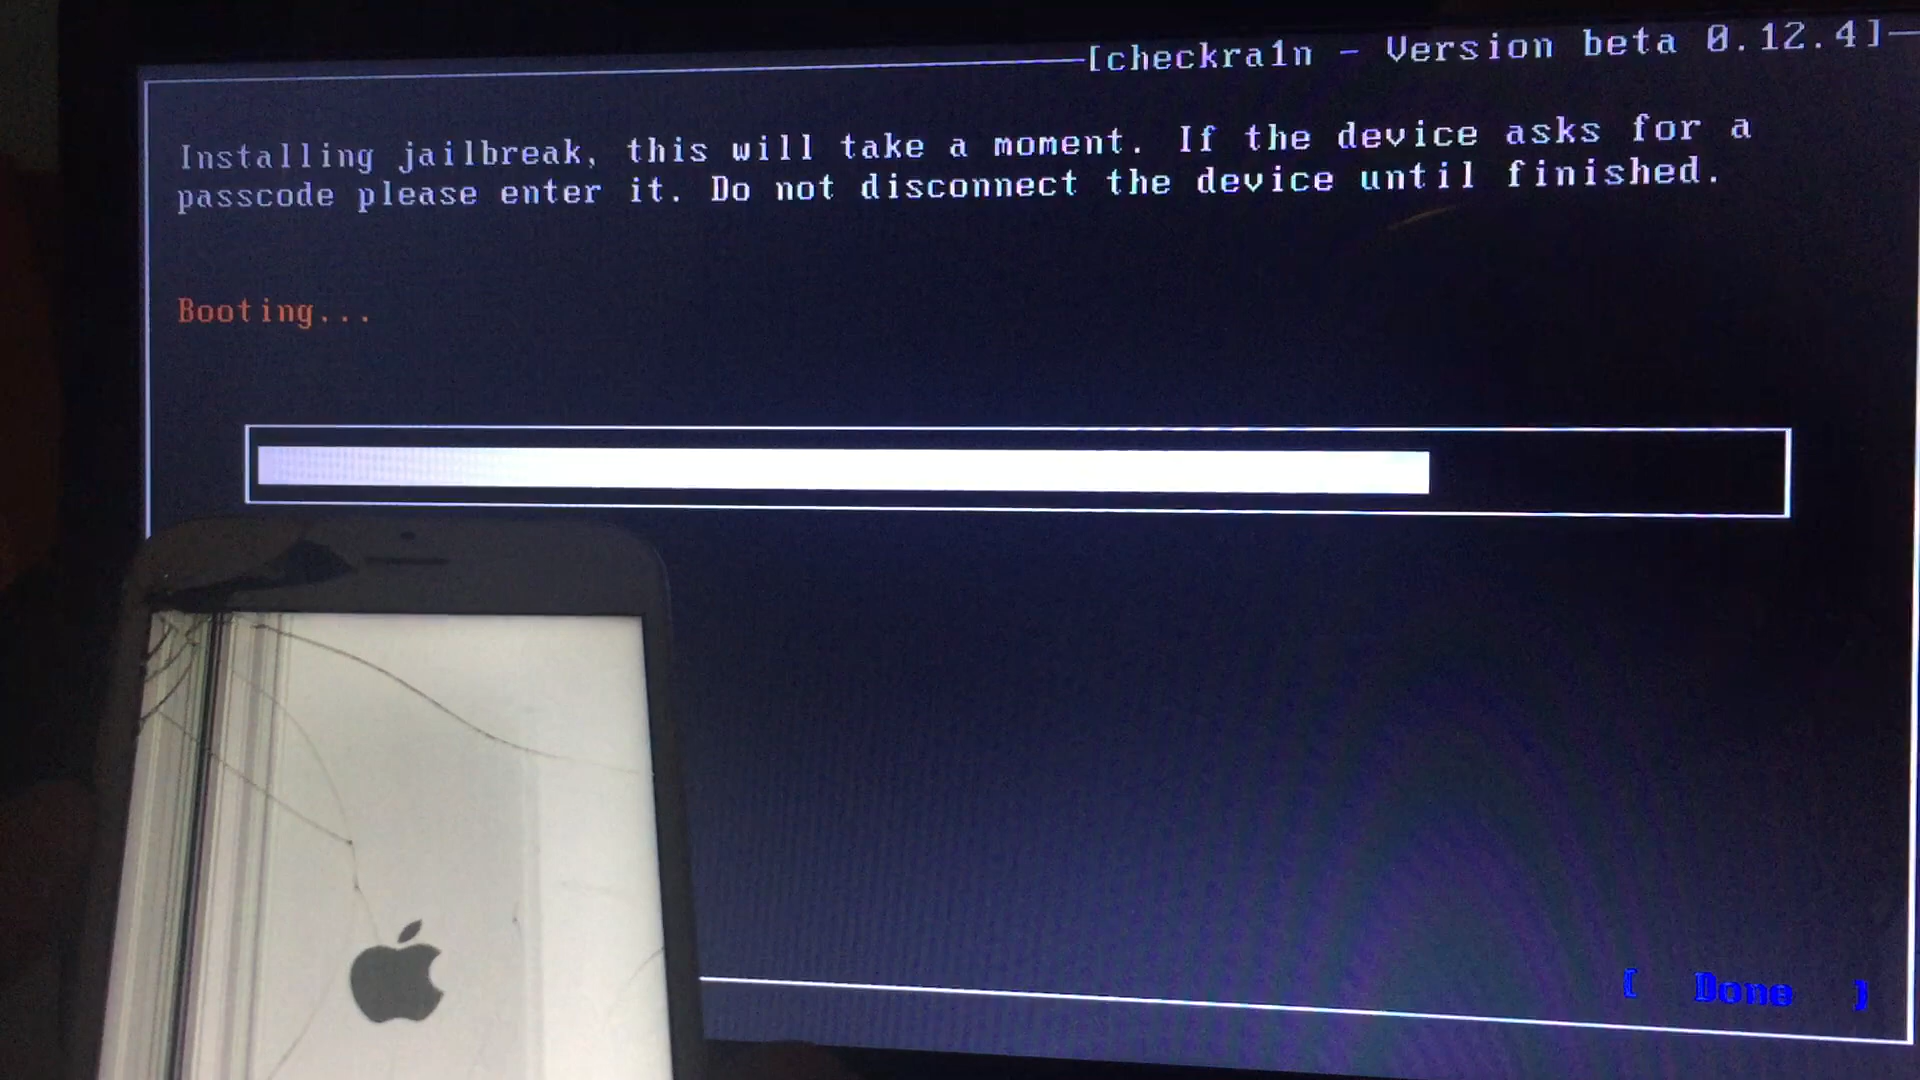 [checkra1n - Version beta 0.12.4]
Installing jailbreak, this will take a moment. If the device asks for a
passcode please enter it. Do not disconnect the device until finished.
Booting...
[ Done ]